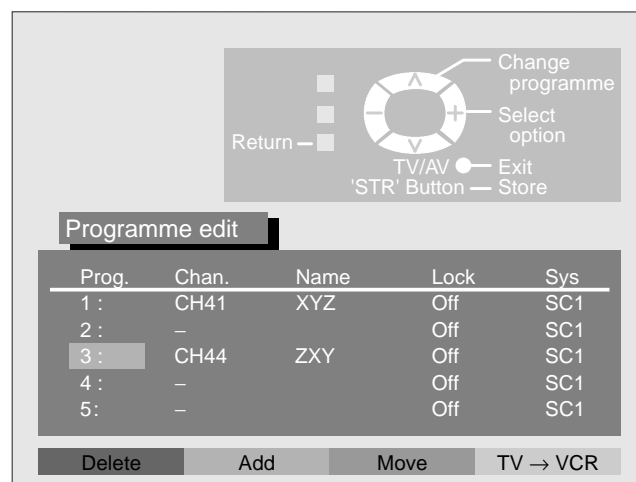 Change
programme
Select
option
Return
TV/AV
Exit
'STR' Button
Store
Programme edit
Prog. Chan. Name Lock Sys
1 : CH41 XYZ Off SC1
2 : – Off SC1
3 : CH44 ZXY Off SC1
4 : – Off SC1
5: – Off SC1
Delete Add Move TV → VCR